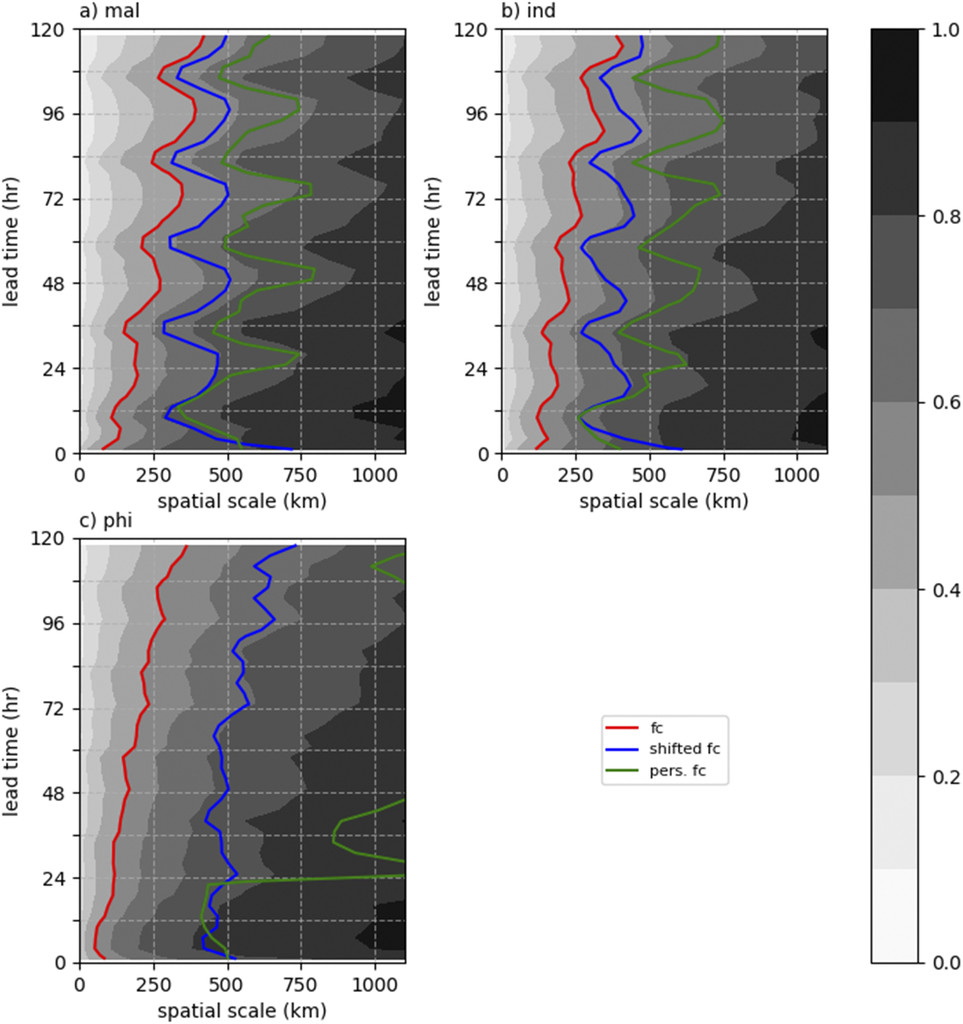 a) mal
120
96
72
48
24
0
lead time (hr)
0 250 500 750 1000
spatial scale (km)
b) ind
120
96
72
48
24
0
lead time (hr)
0 250 500 750 1000
spatial scale (km)
c) phi
120
96
72
48
24
0
lead time (hr)
0 250 500 750 1000
spatial scale (km)
fc
shifted fc
pers. fc
1.0
0.8
0.6
0.4
0.2
0.0